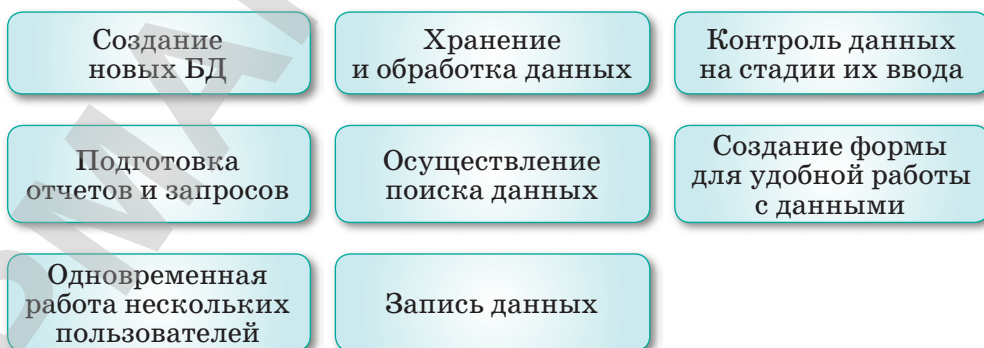 Создание
новых БД
Хранение
и обработка данных
Контроль данных
на стадии их ввода
Подготовка
отчетов и запросов
Осуществление
поиска данных
Создание формы
для удобной работы
с данными
Одновременная
работа нескольких
пользователей
Запись данных